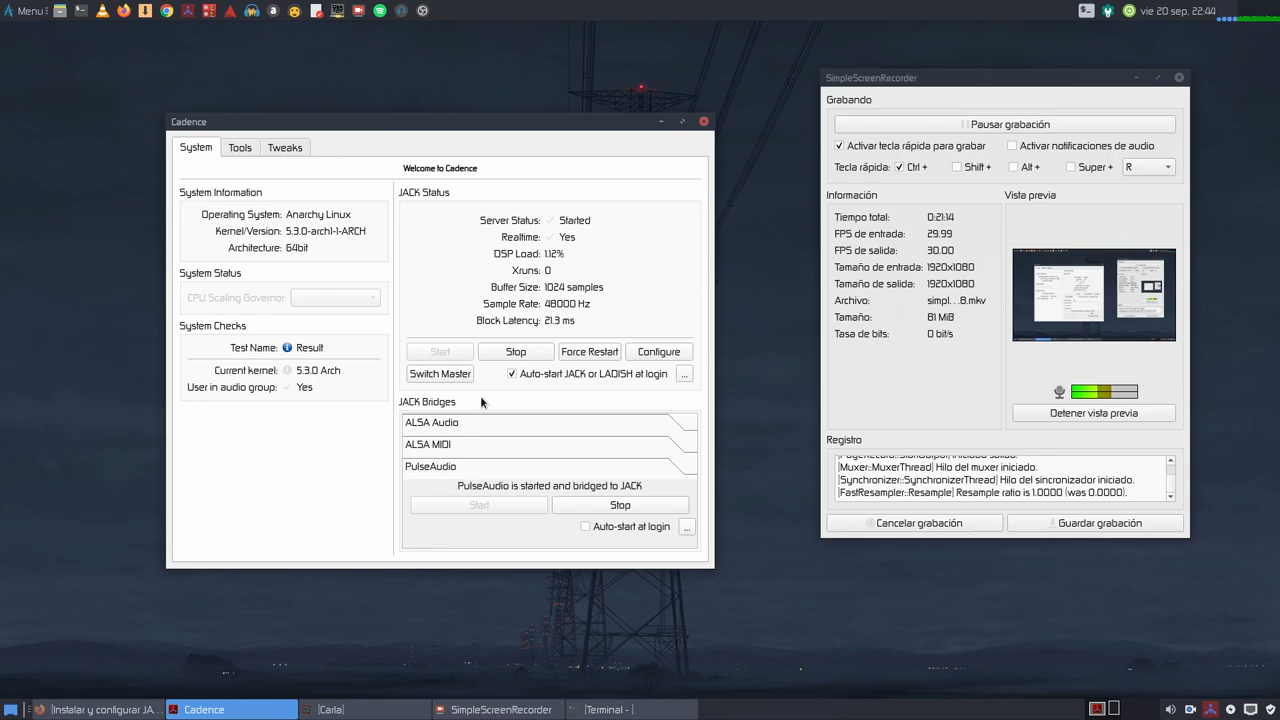 Menu
vie 20 sep, 22:44
Cadence
System
Tools
Tweaks
Welcome to Cadence
System Information
Operating System: Anarchy Linux
Kernel/Version: 5.3.0-arch1-1-ARCH
Architecture: 64bit
System Status
CPU Scaling Governor:
System Checks
Test Name: Result
Current kernel: 5.3.0 Arch
User in audio group: Yes
JACK Status
Server Status: Started
Realtime: Yes
DSP Load: 1.12%
Xruns: 0
Buffer Size: 1024 samples
Sample Rate: 48000 Hz
Block Latency: 21.3 ms
Start
Stop
Force Restart
Configure
Switch Master
Auto-start JACK or LADISH at login
...
JACK Bridges
ALSA Audio
ALSA MIDI
PulseAudio
PulseAudio is started and bridged to JACK
Start
Stop
Auto-start at login
...
SimpleScreenRecorder
Grabando
Pausar grabación
Activar tecla rápida para grabar
Activar notificaciones de audio
Tecla rápida: Ctrl + Shift + Alt + Super + R
Información
Tiempo total: 0:21:14
FPS de entrada: 29.99
FPS de salida: 30.00
Tamaño de entrada: 1920x1080
Tamaño de salida: 1920x1080
Archivo: simpl...8.mkv
Tamaño: 81 MiB
Tasa de bits: 0 bit/s
Vista previa
Detener vista previa
Registro
[Muxer::MuxerThread] Hilo del muxer iniciado.
[Synchronizer::SynchronizerThread] Hilo del sincronizador iniciado.
[FastResampler::Resample] Resample ratio is 1.0000 (was 0.0000).
Cancelar grabación
Guardar grabación
[Instalar y configurar JA...
Cadence
[Carla]
SimpleScreenRecorder
[Terminal - ]